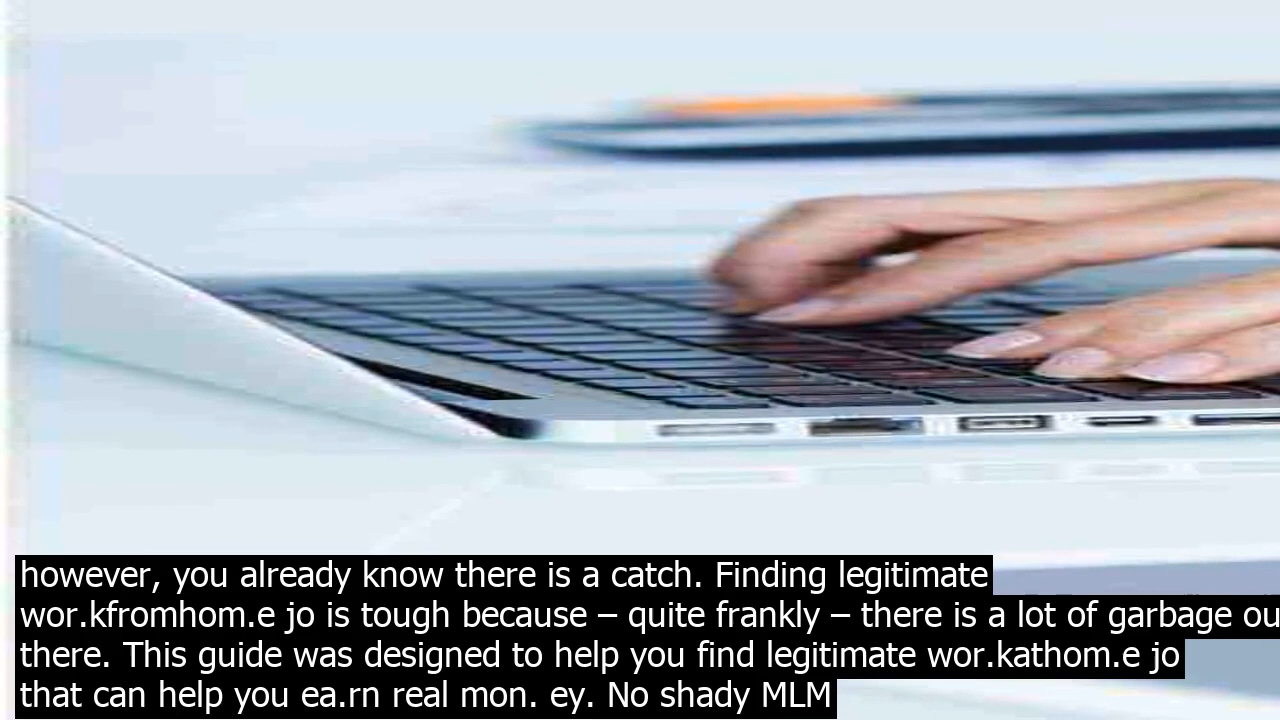 however, you already know there is a catch. Finding legitimate
wor.kfromhom.e jo is tough because – quite frankly – there is a lot of garbage
there. This guide was designed to help you find legitimate wor.kathom.e jo
that can help you ea.rn real mon. ey. No shady MLM